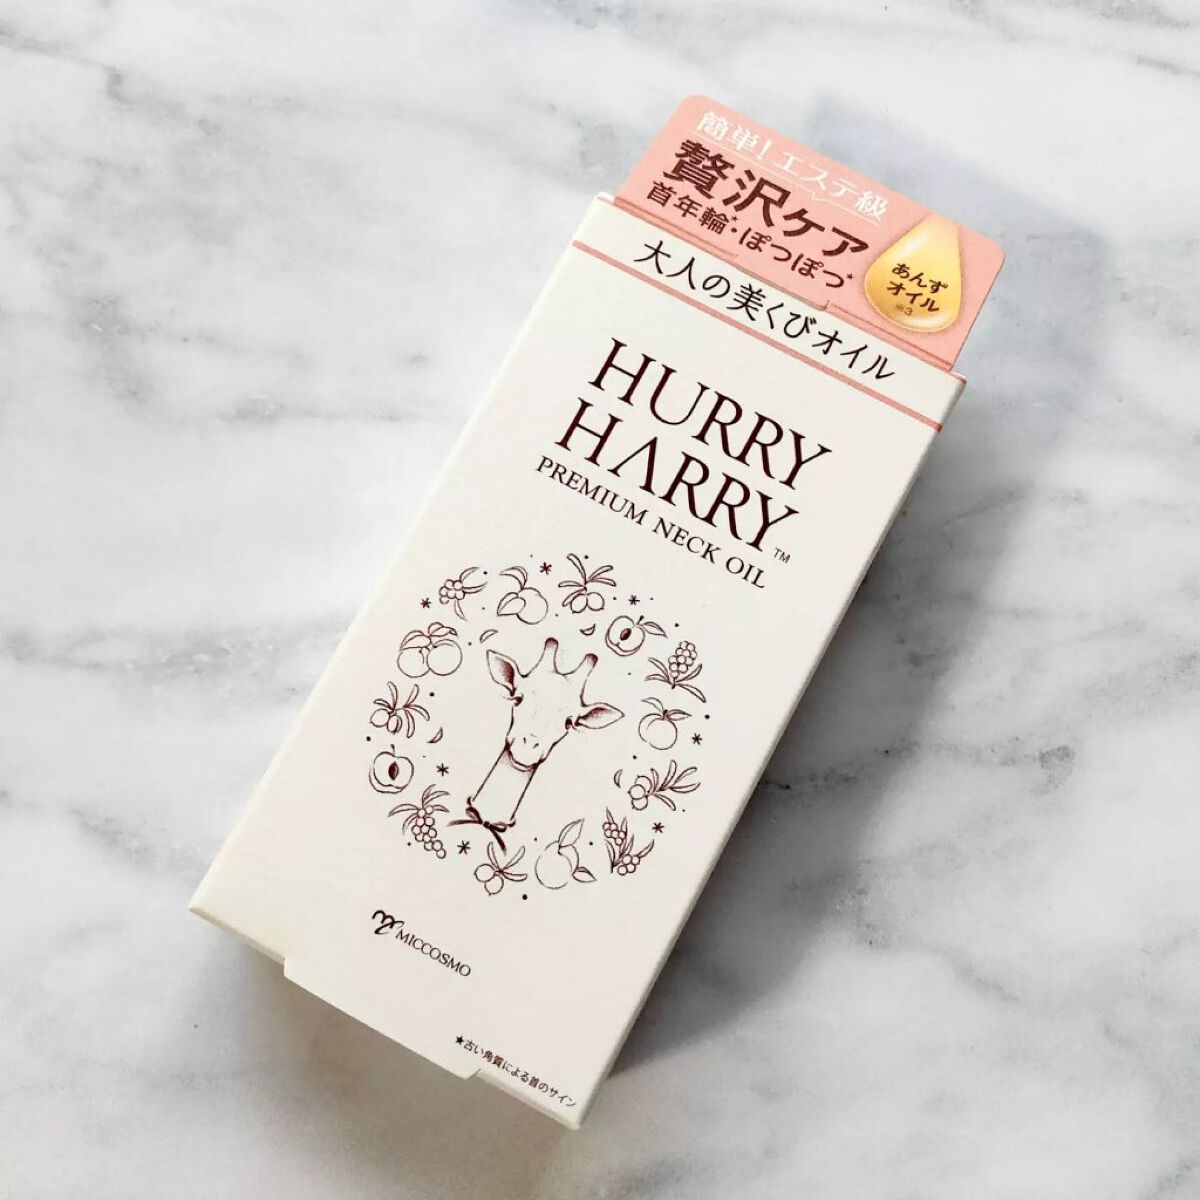 簡単！エステ級
贅沢ケア
首年輪★・ぽつぽつ★
あんず
オイル
※3
大人の美くびオイル
HURRY
HARRY™
PREMIUM NECK OIL
MICCOSMO
★古い角質による首のサイン